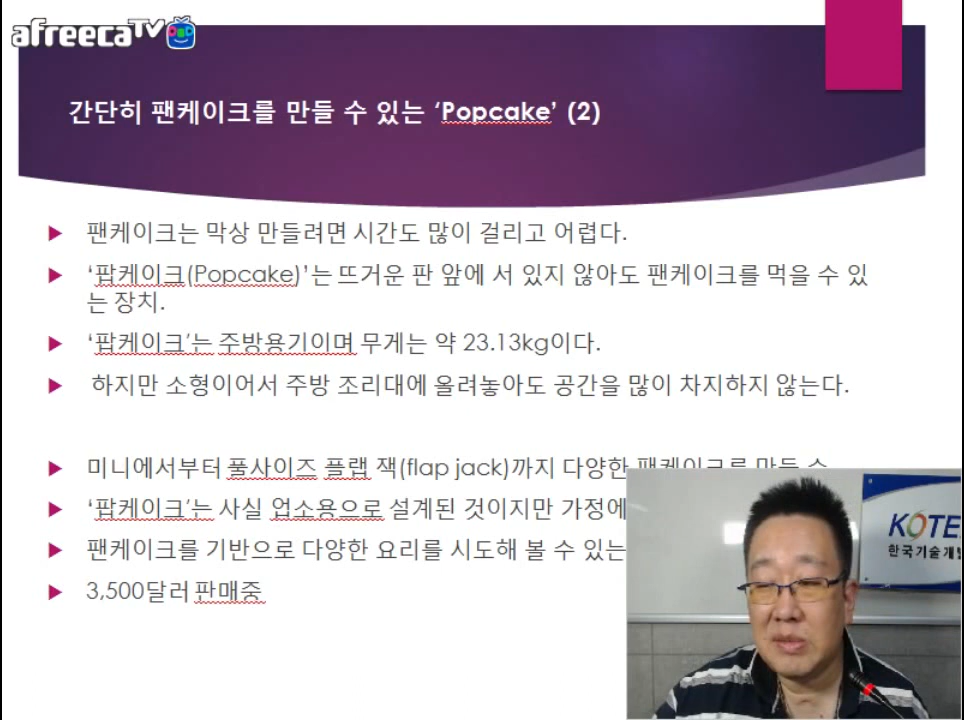 afreecaTV
간단히 팬케이크를 만들 수 있는 ‘Popcake’ (2)
팬케이크는 막상 만들려면 시간도 많이 걸리고 어렵다.
‘팝케이크(Popcake)’는 뜨거운 판 앞에 서 있지 않아도 팬케이크를 먹을 수 있
는 장치.
‘팝케이크’는 주방용기이며 무게는 약 23.13kg이다.
하지만 소형이어서 주방 조리대에 올려놓아도 공간을 많이 차지하지 않는다.
미니에서부터 풀사이즈 플랩 잭(flap jack)까지 다양한 팬케이크를 만들 수
‘팝케이크’는 사실 업소용으로 설계된 것이지만 가정에
팬케이크를 기반으로 다양한 요리를 시도해 볼 수 있는
3,500달러 판매중
KOTE
한국기술개